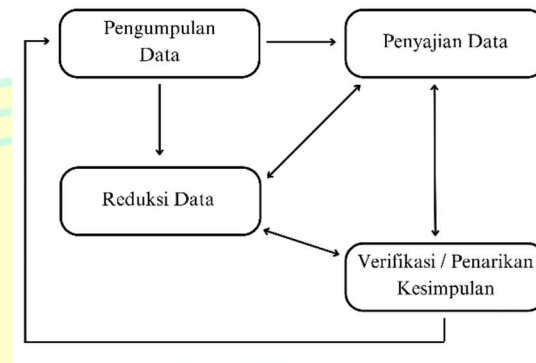 Pengumpulan
Data
Penyajian Data
Reduksi Data
Verifikasi / Penarikan
Kesimpulan